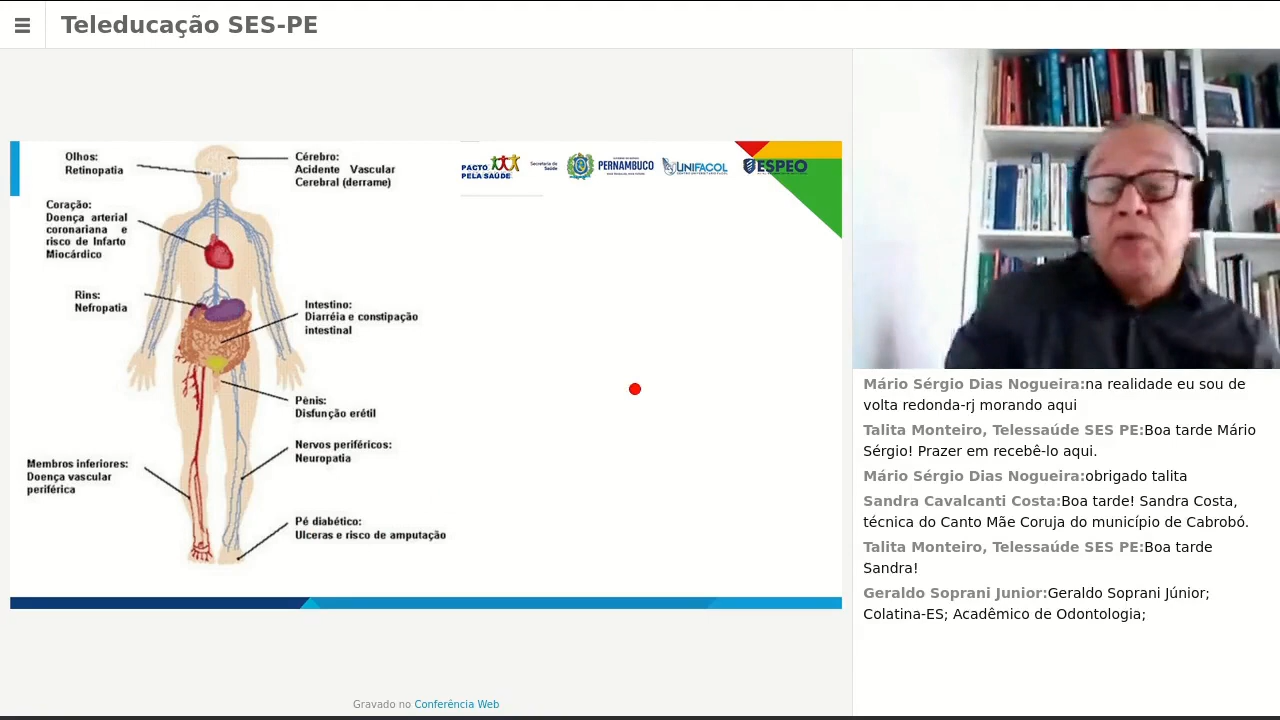 Teleducação SES-PE
Olhos:
Retinopatia
Cérebro:
Acidente Vascular
Cerebral (derrame)
PACTO
PELA SAÚDE
Secretaria de
Saúde
PERNAMBUCO
UNIFACOL
ESPEO
Coração:
Doença arterial
coronariana e
risco de Infarto
Miocárdico
Rins:
Nefropatia
Intestino:
Diarréia e constipação
intestinal
Pênis:
Disfunção erétil
Nervos periféricos:
Neuropatia
Membros inferiores:
Doença vascular
periférica
Pé diabético:
Ulceras e risco de amputação
Mário Sérgio Dias Nogueira:na realidade eu sou de
volta redonda-rj morando aqui
Talita Monteiro, Telessaúde SES PE:Boa tarde Mário
Sérgio! Prazer em recebê-lo aqui.
Mário Sérgio Dias Nogueira:obrigado talita
Sandra Cavalcanti Costa:Boa tarde! Sandra Costa,
técnica do Canto Mãe Coruja do município de Cabrobó.
Talita Monteiro, Telessaúde SES PE:Boa tarde
Sandra!
Geraldo Soprani Junior:Geraldo Soprani Júnior;
Colatina-ES; Acadêmico de Odontologia;
Gravado no Conferência Web